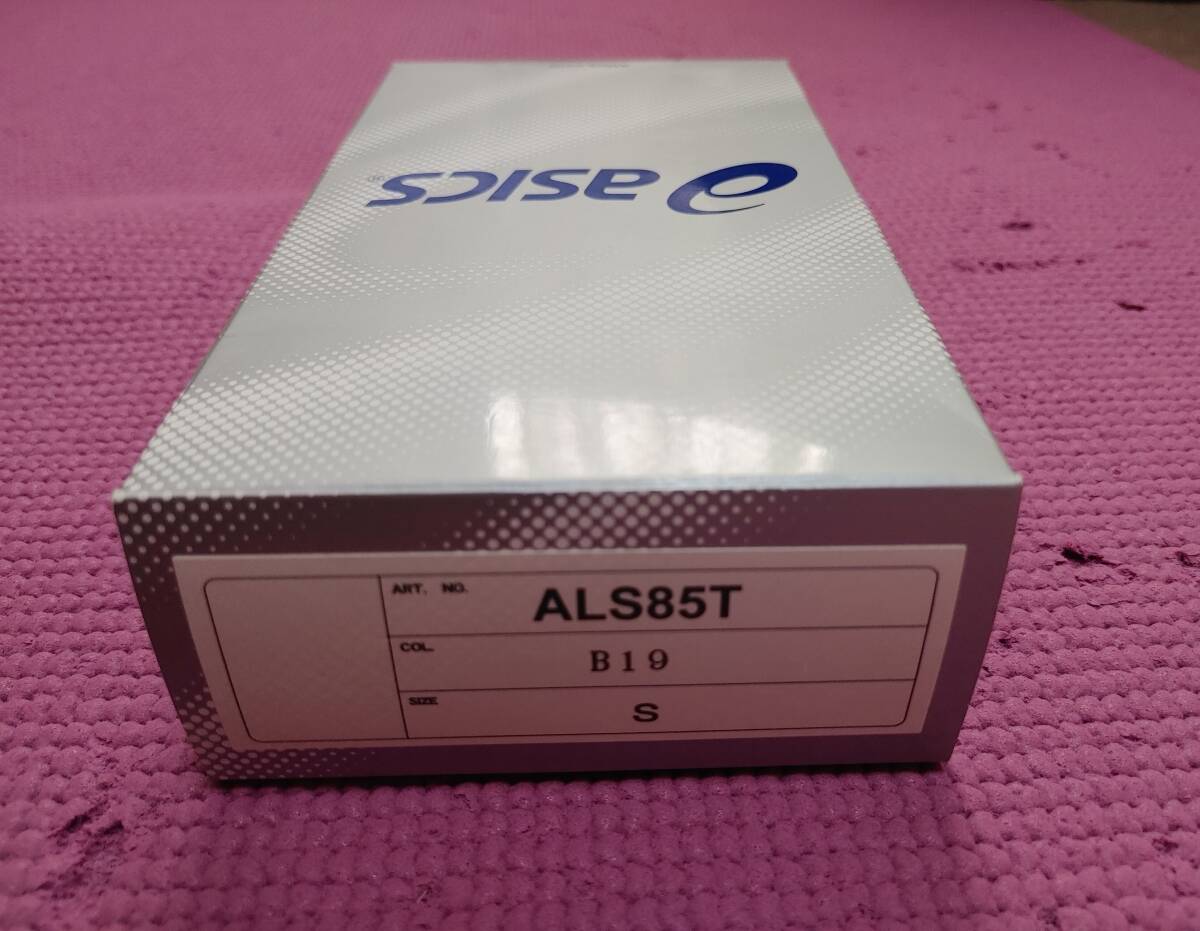 asics®
ART. NO. ALS85T
COL. B19
SIZE S